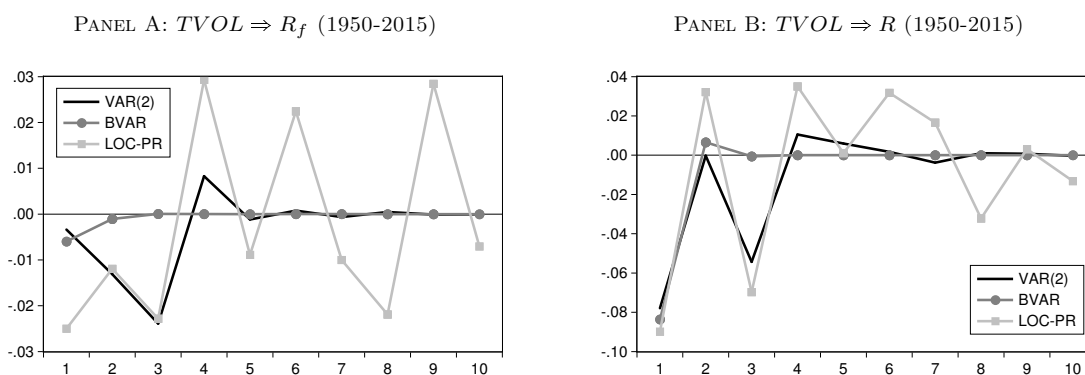 PANEL A: TVOL ⇒ R_f (1950-2015)
.03
.02
.01
.00
-.01
-.02
-.03
VAR(2)
BVAR
LOC-PR
1 2 3 4 5 6 7 8 9 10
PANEL B: TVOL ⇒ R (1950-2015)
.04
.02
.00
-.02
-.04
-.06
-.08
-.10
VAR(2)
BVAR
LOC-PR
1 2 3 4 5 6 7 8 9 10